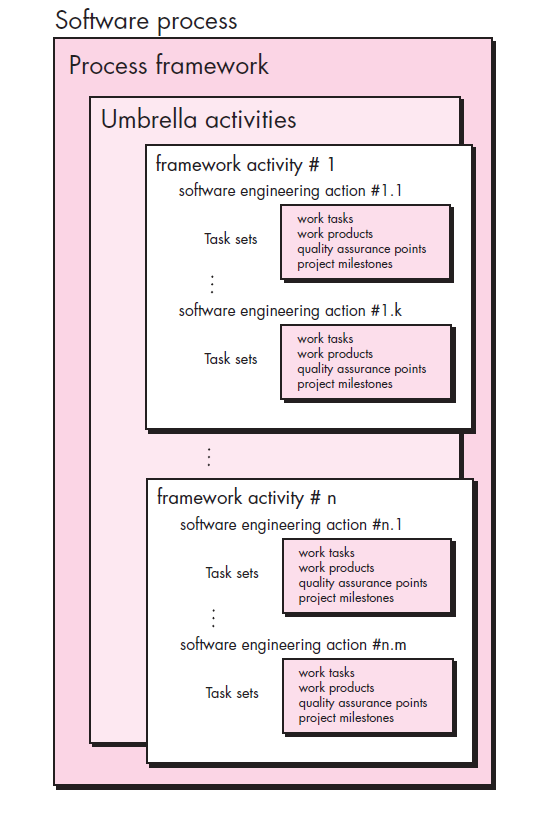 Software process
Process framework
Umbrella activities
framework activity # 1
software engineering action #1.1
Task sets
work tasks
work products
quality assurance points
project milestones
software engineering action #1.k
Task sets
work tasks
work products
quality assurance points
project milestones
framework activity # n
software engineering action #n.1
Task sets
work tasks
work products
quality assurance points
project milestones
software engineering action #n.m
Task sets
work tasks
work products
quality assurance points
project milestones